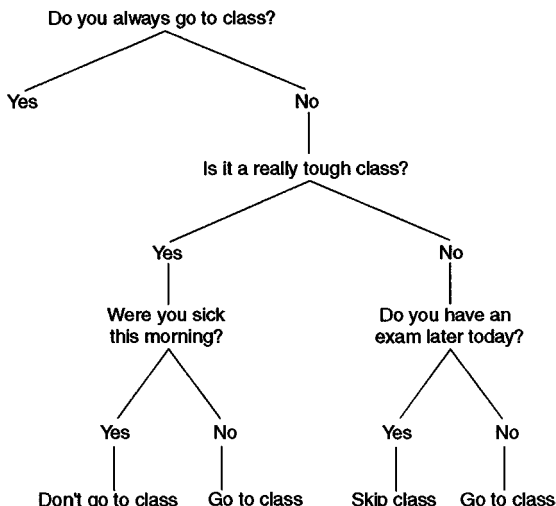 Do you always go to class?
Yes No
Is it a really tough class?
Yes No
Were you sick
this morning?
Do you have an
exam later today?
Yes No Yes No
Don't go to class Go to class Skip class Go to class